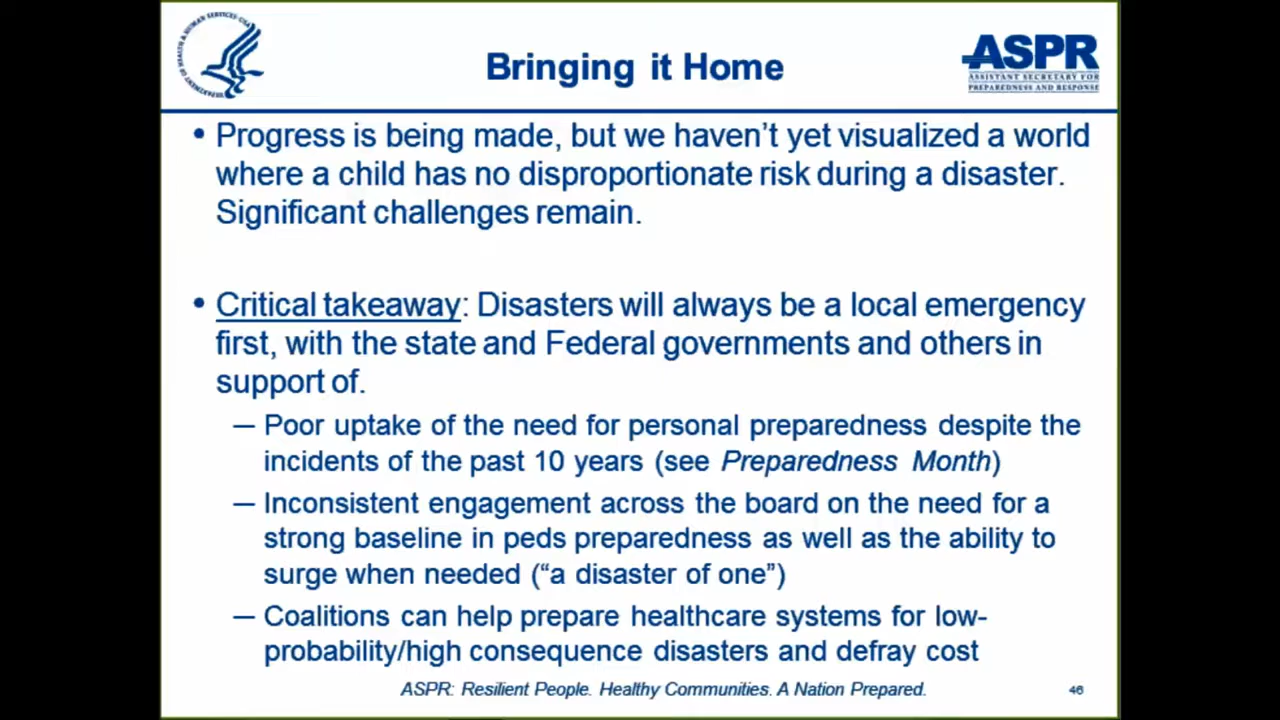 DEPARTMENT OF HEALTH & HUMAN SERVICES • USA
Bringing it Home
ASPR
ASSISTANT SECRETARY FOR
PREPAREDNESS AND RESPONSE
• Progress is being made, but we haven’t yet visualized a world
where a child has no disproportionate risk during a disaster.
Significant challenges remain.
• Critical takeaway: Disasters will always be a local emergency
first, with the state and Federal governments and others in
support of.
— Poor uptake of the need for personal preparedness despite the
incidents of the past 10 years (see Preparedness Month)
— Inconsistent engagement across the board on the need for a
strong baseline in peds preparedness as well as the ability to
surge when needed (“a disaster of one”)
— Coalitions can help prepare healthcare systems for low-
probability/high consequence disasters and defray cost
ASPR: Resilient People. Healthy Communities. A Nation Prepared.
46